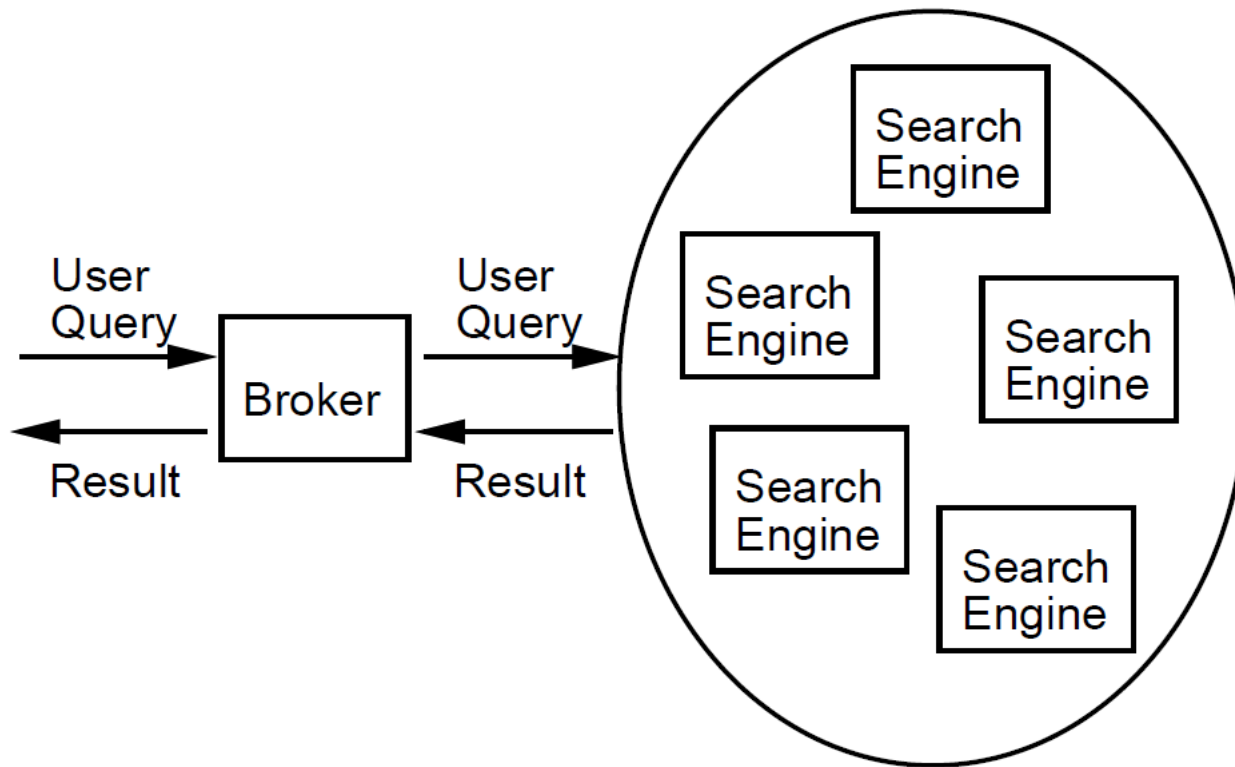 User
Query
Broker
Result
User
Query
Result
Search
Engine
Search
Engine
Search
Engine
Search
Engine
Search
Engine